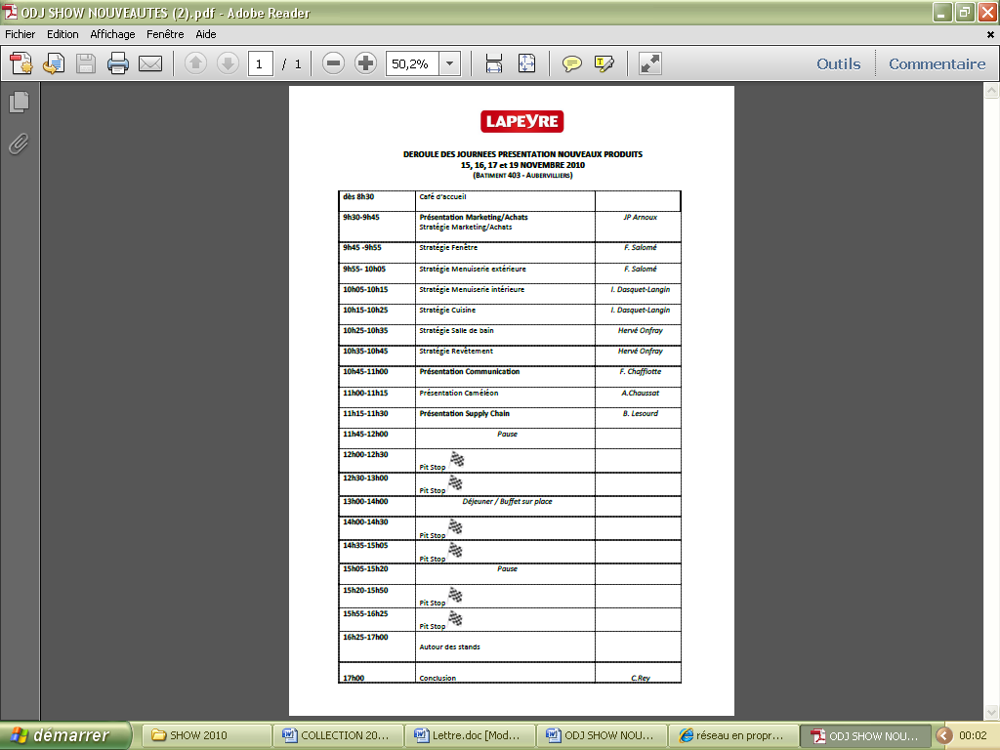 ODJ SHOW NOUVEAUTES (2).pdf - Adobe Reader
Fichier Edition Affichage Fenêtre Aide
1 / 1 50,2% Outils Commentaire
LAPEYRE
DEROULE DES JOURNEES PRESENTATION NOUVEAUX PRODUITS
15, 16, 17 et 19 NOVEMBRE 2010
(BATIMENT 403 - AUBERVILLIERS)
dès 8h30 Café d'accueil
9h30-9h45 Présentation Marketing/Achats JP Arnoux
Stratégie Marketing/Achats
9h45 -9h55 Stratégie Fenêtre F. Salomé
9h55- 10h05 Stratégie Menuiserie extérieure F. Salomé
10h05-10h15 Stratégie Menuiserie intérieure I. Dasquet-Langin
10h15-10h25 Stratégie Cuisine I. Dasquet-Langin
10h25-10h35 Stratégie Salle de bain Hervé Onfray
10h35-10h45 Stratégie Revêtement Hervé Onfray
10h45-11h00 Présentation Communication F. Chafflotte
11h00-11h15 Présentation Caméléon A.Chaussat
11h15-11h30 Présentation Supply Chain B. Lesourd
11h45-12h00 Pause
12h00-12h30 Pit Stop
12h30-13h00 Pit Stop
13h00-14h00 Déjeuner / Buffet sur place
14h00-14h30 Pit Stop
14h35-15h05 Pit Stop
15h05-15h20 Pause
15h20-15h50 Pit Stop
15h55-16h25 Pit Stop
16h25-17h00 Autour des stands
17h00 Conclusion C.Rey
démarrer SHOW 2010 COLLECTION 20... Lettre.doc [Mod... ODJ SHOW NOU... réseau en propr... ODJ SHOW NOU... 00:02